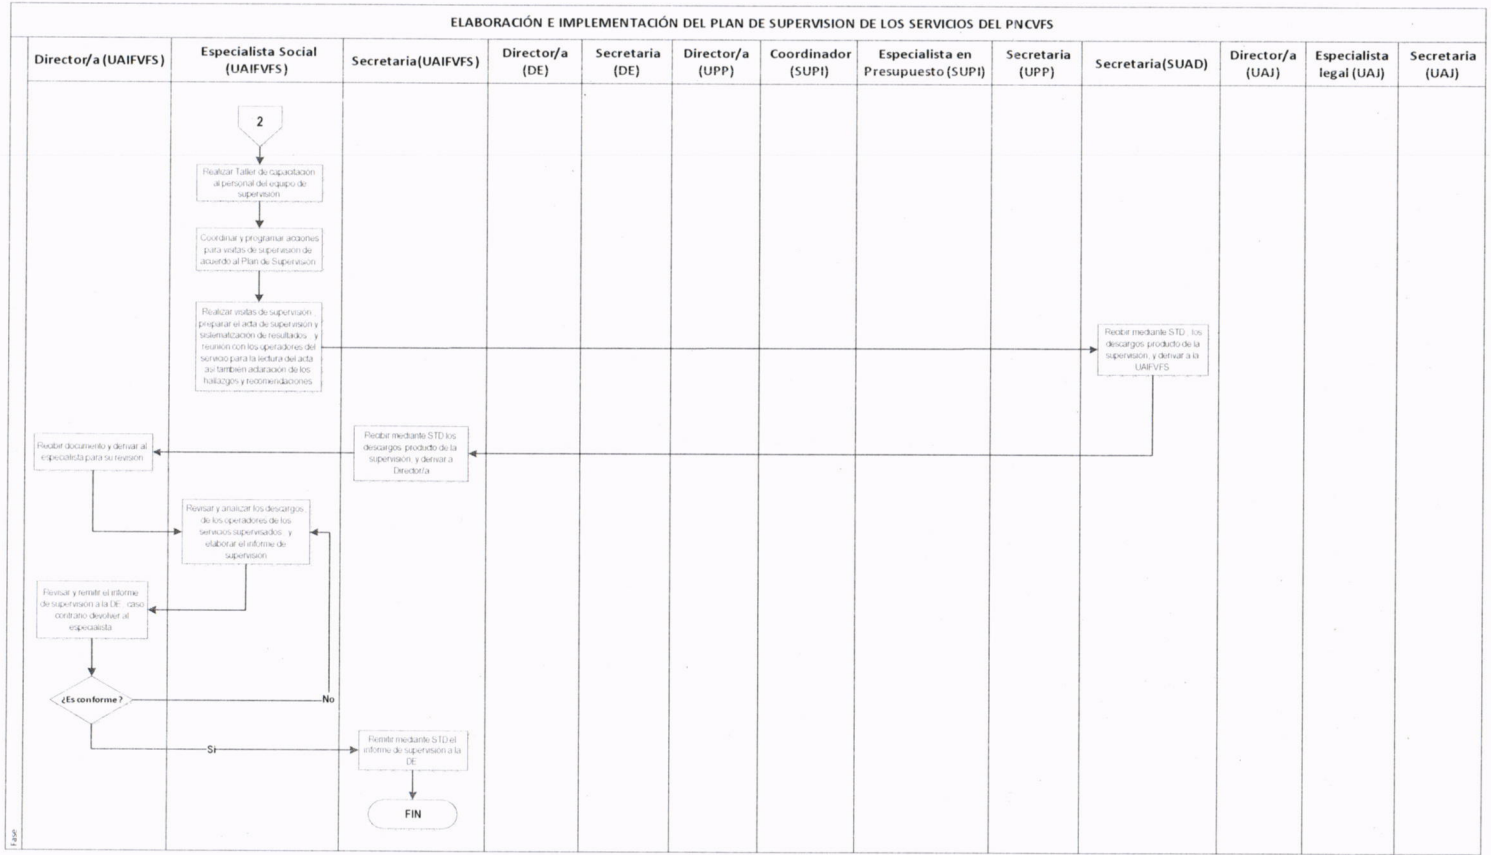 ELABORACIÓN E IMPLEMENTACIÓN DEL PLAN DE SUPERVISION DE LOS SERVICIOS DEL PNCVFS
Director/a (UAIFVFS)
Especialista Social
(UAIFVFS)
Secretaria(UAIFVFS)
Director/a
(DE)
Secretaria
(DE)
Director/a
(UPP)
Coordinador
(SUPI)
Especialista en
Presupuesto (SUPI)
Secretaria
(UPP)
Secretaria(SUAD)
Director/a
(UAJ)
Especialista
legal (UAJ)
Secretaria
(UAJ)
2
Realizar Taller de capacitacion
al personal del equipo de
supervisión
Coordinar y programar acciones
para visitas de supervision de
acuerdo al Plan de Supervisión
Realizar visitas de supervisión
preparar el acta de supervisión y
sistematización de resultados y
reunión con los operadores del
servicio para la lectura del acta
asi también aclaración de los
hallazgos y recomendaciones
Recibir mediante STD los
descargos producto de la
supervisión, y derivar a la
UAIFVFS
Recibir mediante STD los
descargos producto de la
supervisión, y derivar a
Director/a
Recibir documento y derivar al
especialista para su revisión
Revisar y analizar los descargos
de los operadores de los
servicios supervisados y
elaborar el informe de
supervisión
Revisar y remitir el informe
de supervisión a la DE, caso
contrario devolver al
especialista
¿Es conforme?
No
Si
Remitir mediante STD el
informe de supervisión a la
DE
FIN
Fase